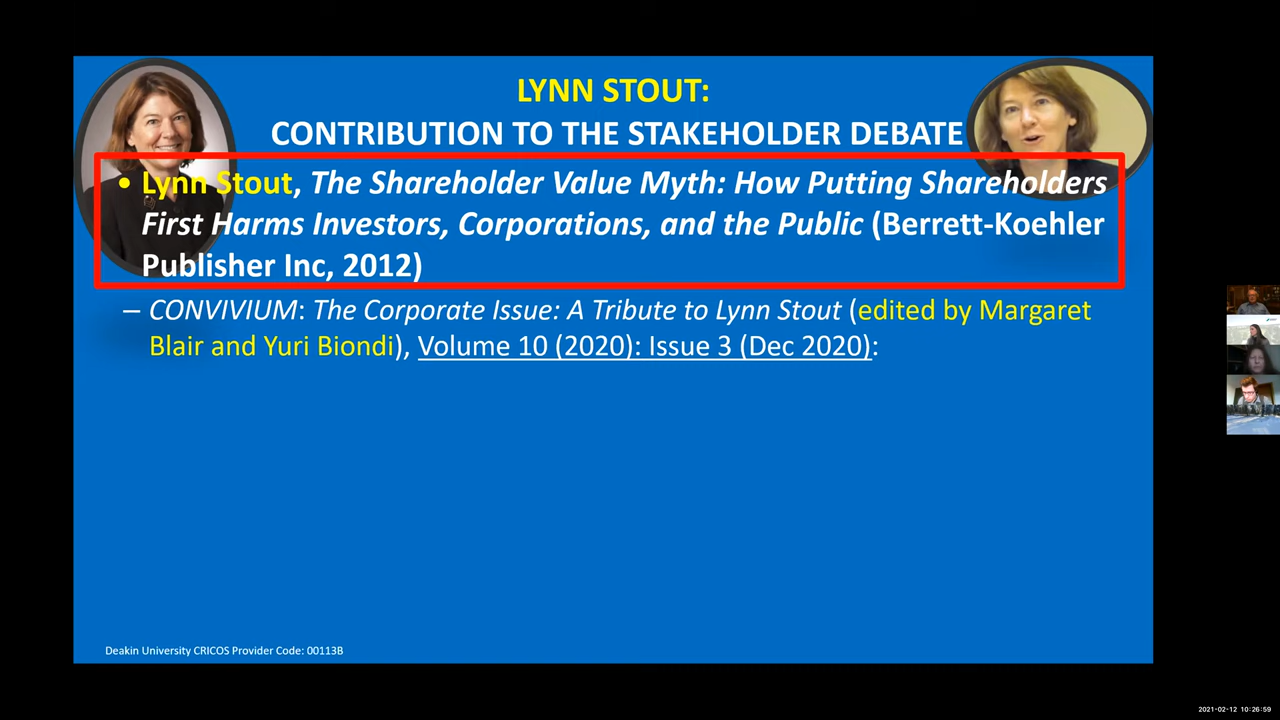 LYNN STOUT:
CONTRIBUTION TO THE STAKEHOLDER DEBATE
• Lynn Stout, The Shareholder Value Myth: How Putting Shareholders
First Harms Investors, Corporations, and the Public (Berrett-Koehler
Publisher Inc, 2012)
– CONVIVIUM: The Corporate Issue: A Tribute to Lynn Stout (edited by Margaret
Blair and Yuri Biondi), Volume 10 (2020): Issue 3 (Dec 2020):
Deakin University CRICOS Provider Code: 00113B
2021-02-12 10:26:59